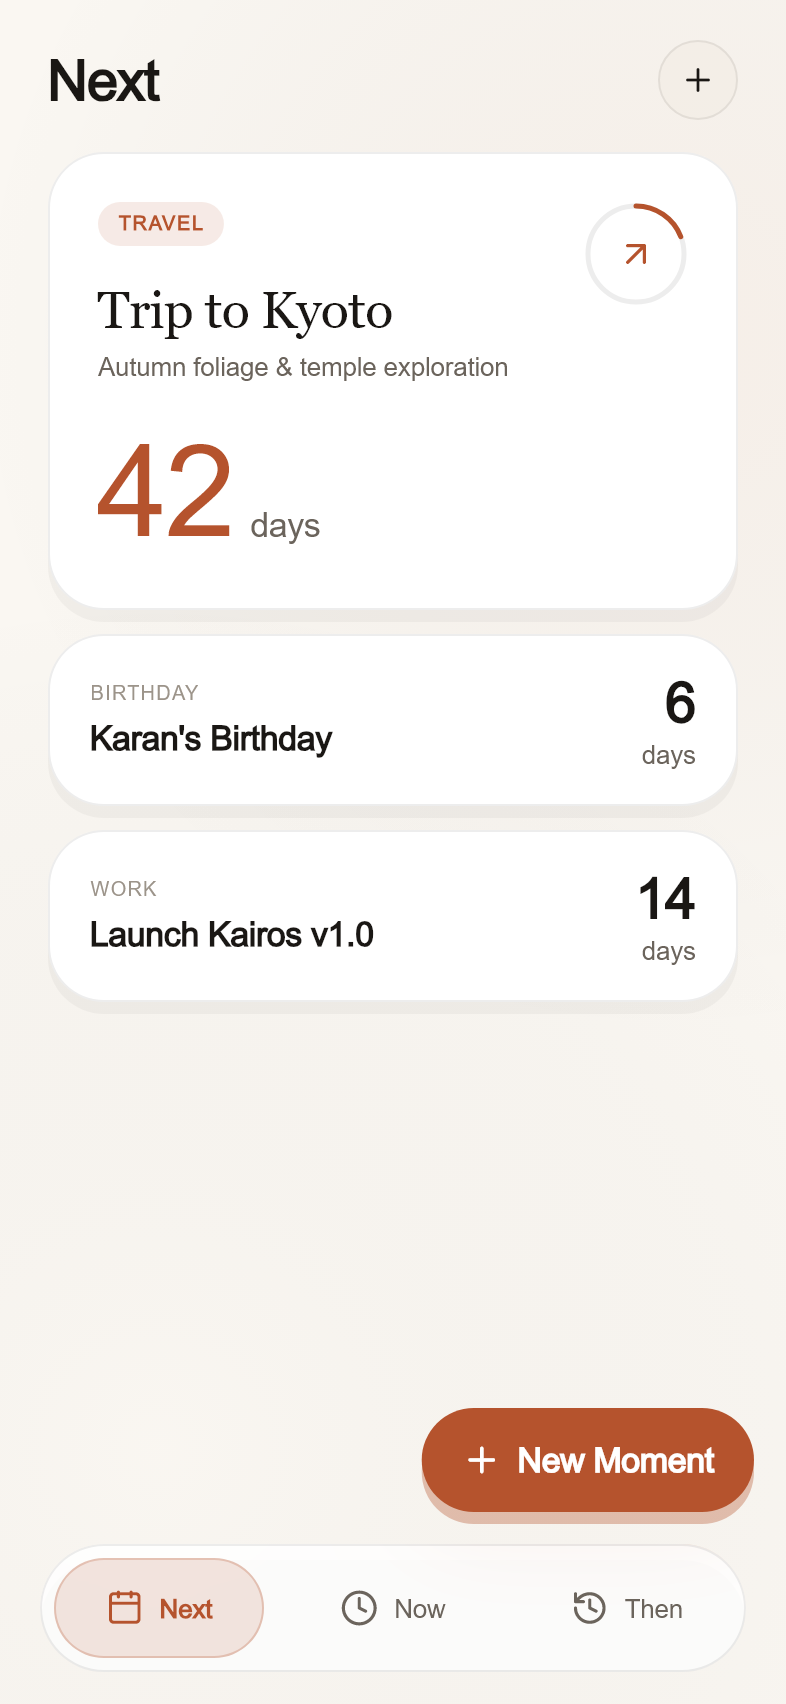 Next
TRAVEL
Trip to Kyoto
Autumn foliage & temple exploration
42 days
BIRTHDAY
Karan's Birthday
6
days
WORK
Launch Kairos v1.0
14
days
New Moment
Next
Now
Then